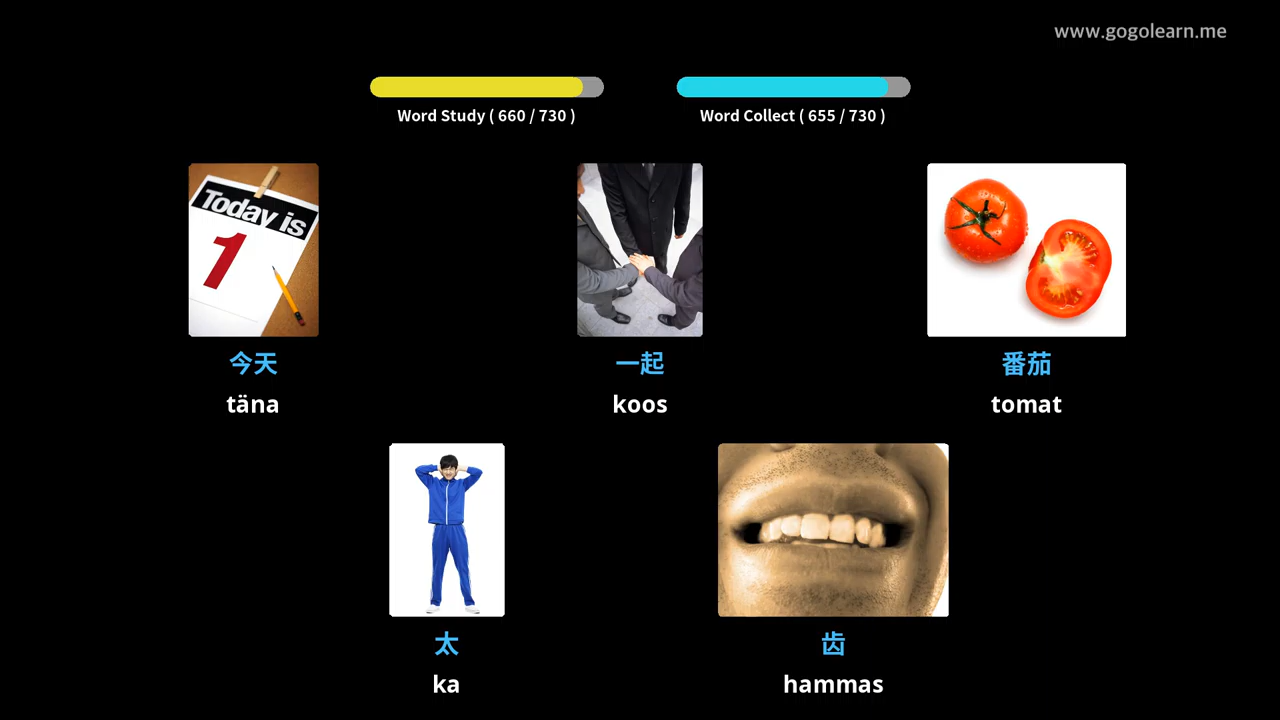 www.gogolearn.me
Word Study ( 660 / 730 )
Word Collect ( 655 / 730 )
Today is
1
今天
täna
一起
koos
番茄
tomat
太
ka
齿
hammas